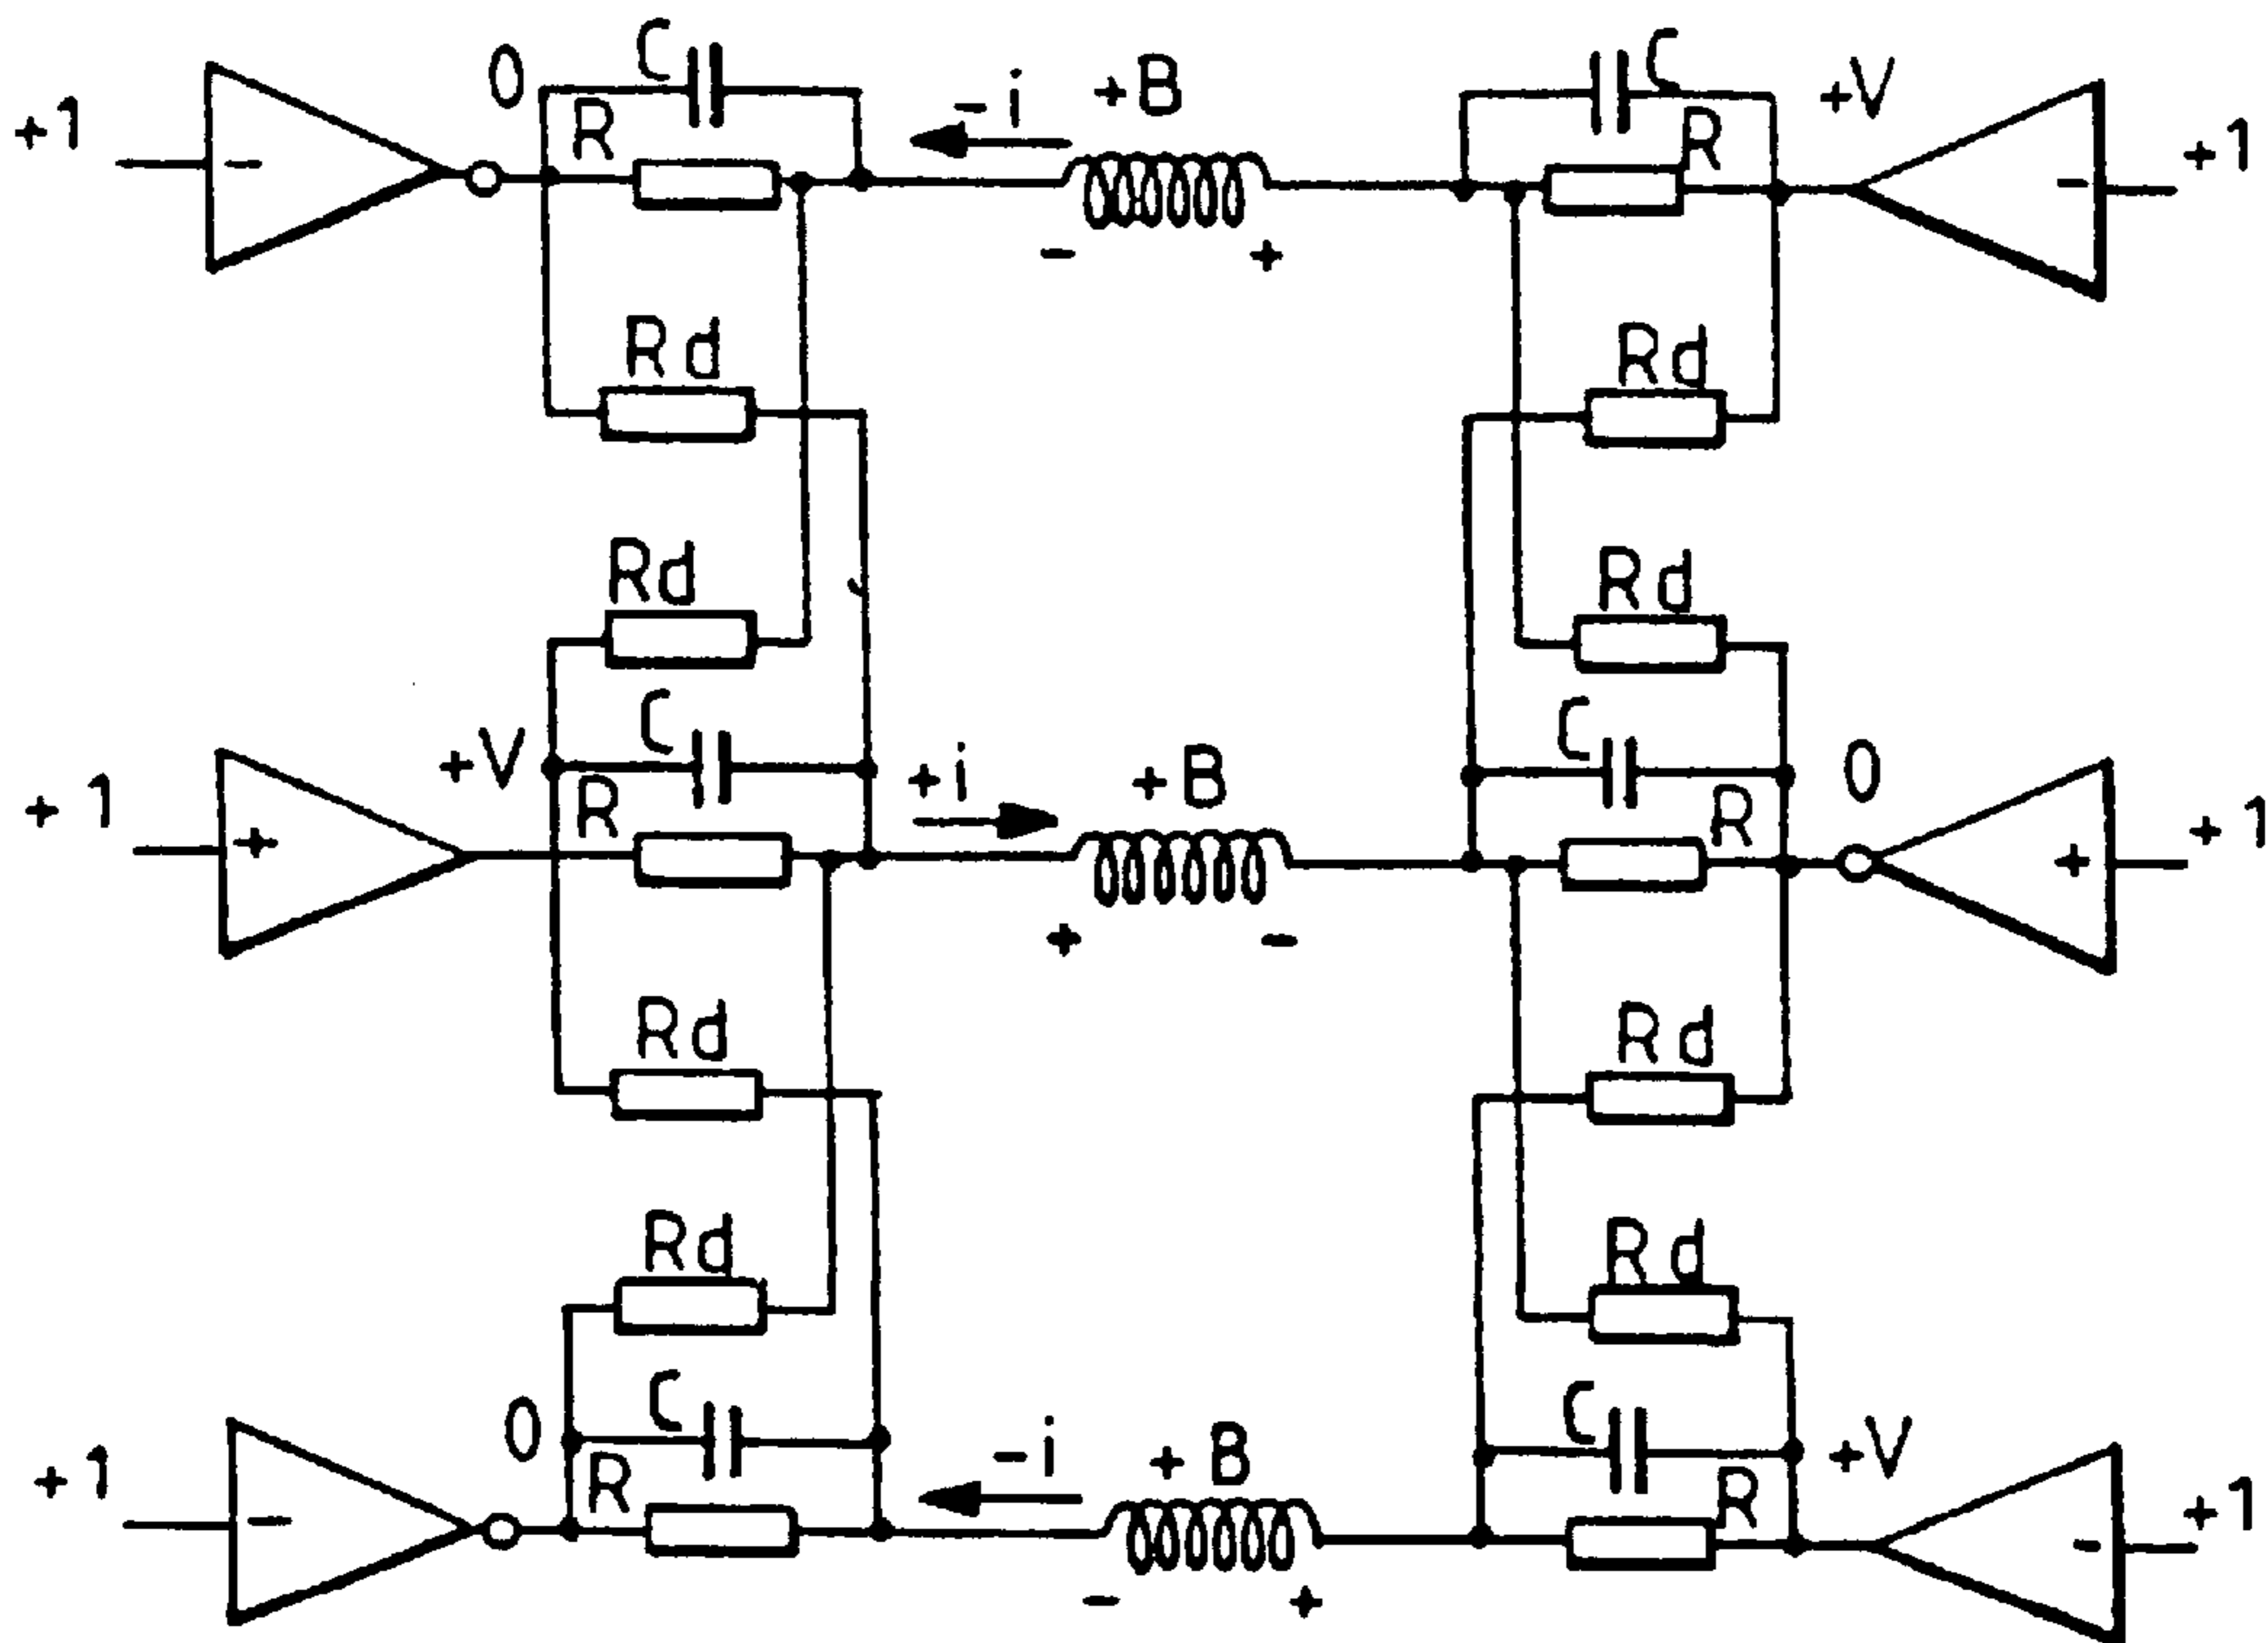 0 C - i +B C +V
+1 - R R - +1
- +
Rd Rd
Rd Rd
C C
+V 0
+1 + R +i +B R + +1
+ -
Rd Rd
Rd Rd
C C
0 - i +B +V
+1 - R R - +1
- +